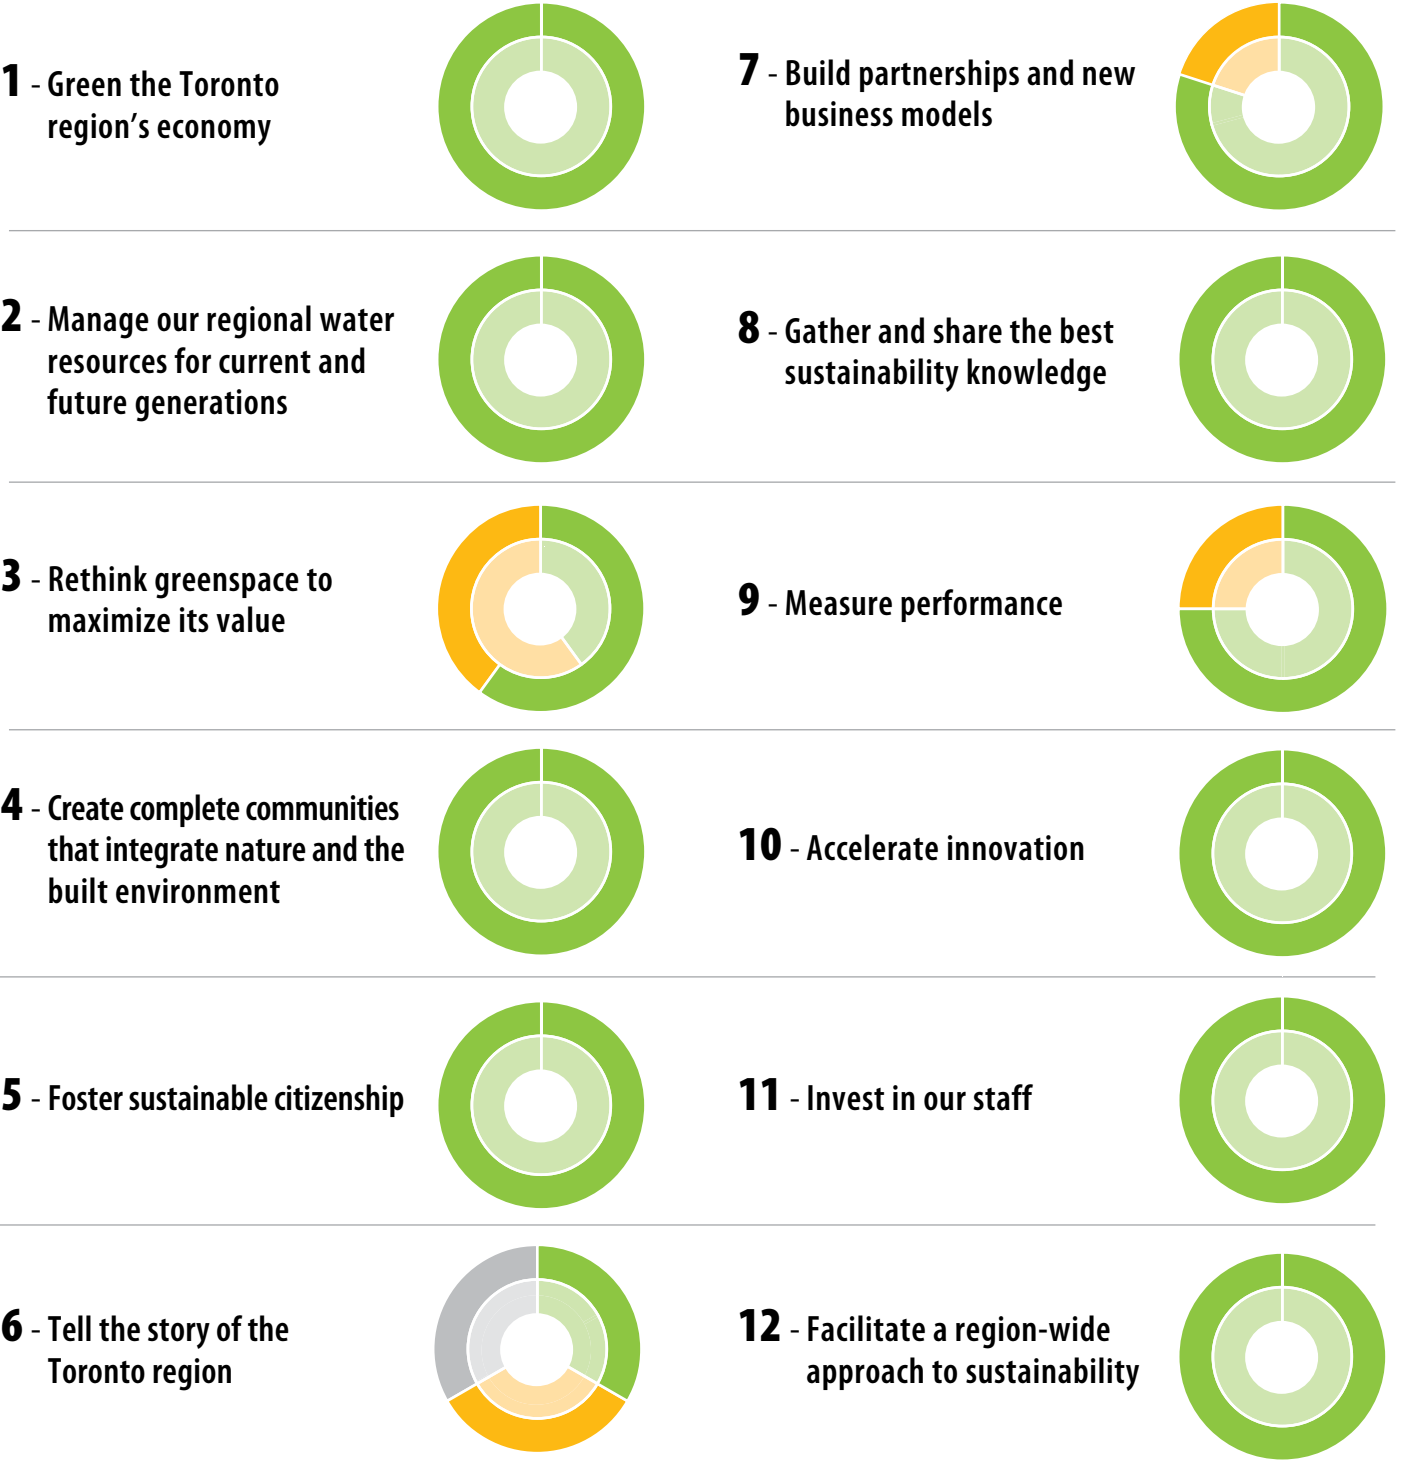 1 - Green the Toronto
region’s economy
2 - Manage our regional water
resources for current and
future generations
3 - Rethink greenspace to
maximize its value
4 - Create complete communities
that integrate nature and the
built environment
5 - Foster sustainable citizenship
6 - Tell the story of the
Toronto region
7 - Build partnerships and new
business models
8 - Gather and share the best
sustainability knowledge
9 - Measure performance
10 - Accelerate innovation
11 - Invest in our staff
12 - Facilitate a region-wide
approach to sustainability